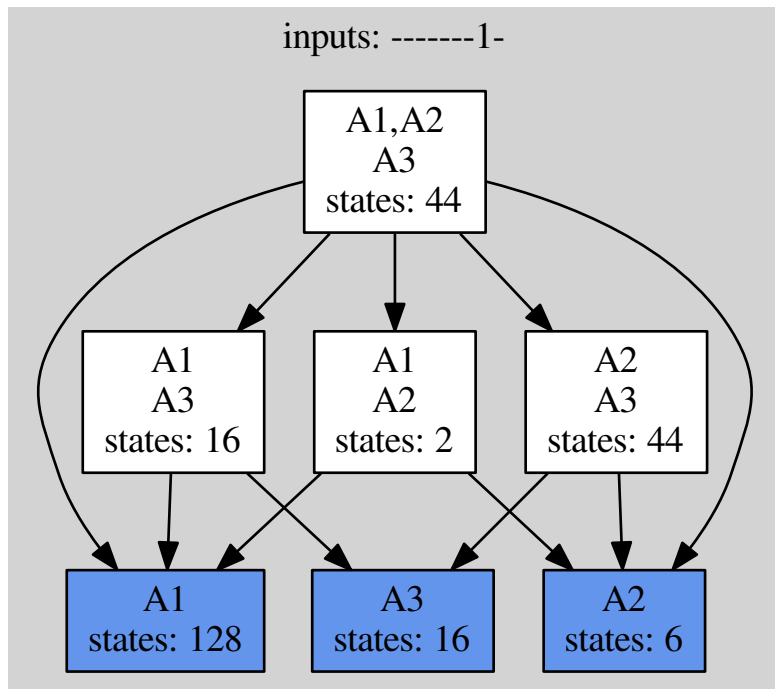 inputs: -------1-
A1,A2
A3
states: 44
A1
A3
states: 16
A1
A2
states: 2
A2
A3
states: 44
A1
states: 128
A3
states: 16
A2
states: 6